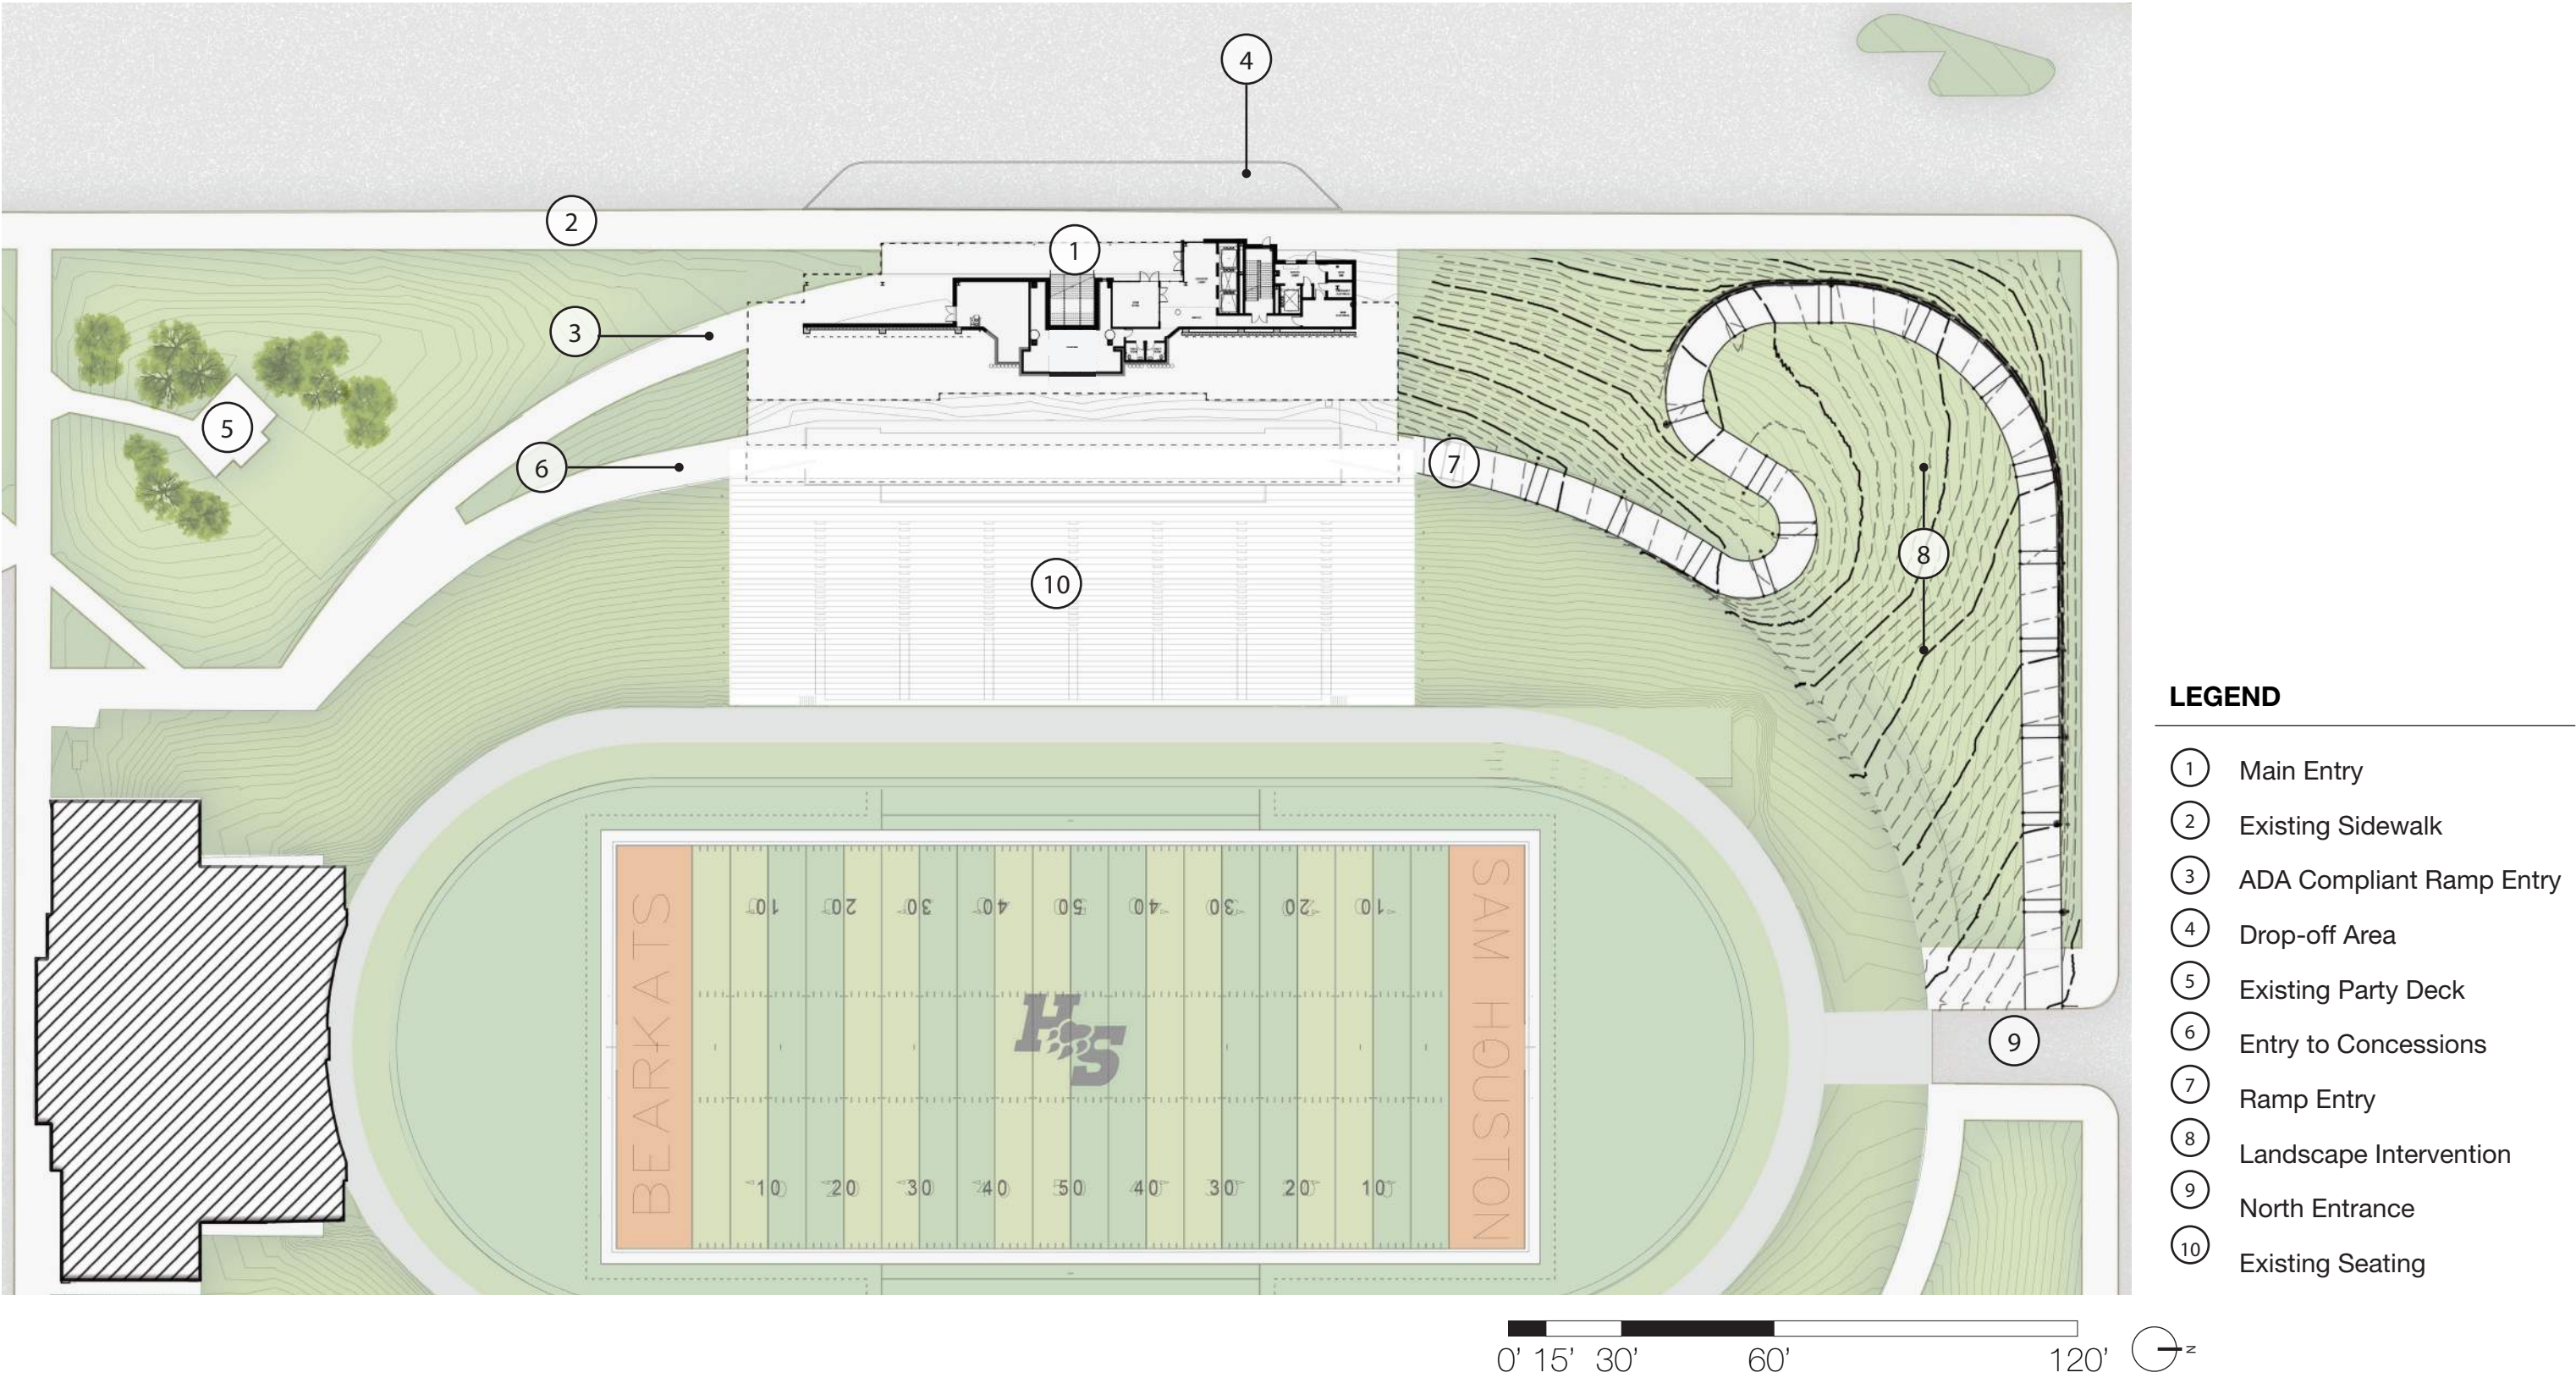 4
2
1
3
5
6
7
8
10
9
10 20 30 40 50 40 30 20 10
BEARKATS
SAM HOUSTON
HS
10 20 30 40 50 40 30 20 10
LEGEND
1 Main Entry
2 Existing Sidewalk
3 ADA Compliant Ramp Entry
4 Drop-off Area
5 Existing Party Deck
6 Entry to Concessions
7 Ramp Entry
8 Landscape Intervention
9 North Entrance
10 Existing Seating
0' 15' 30' 60' 120'
N